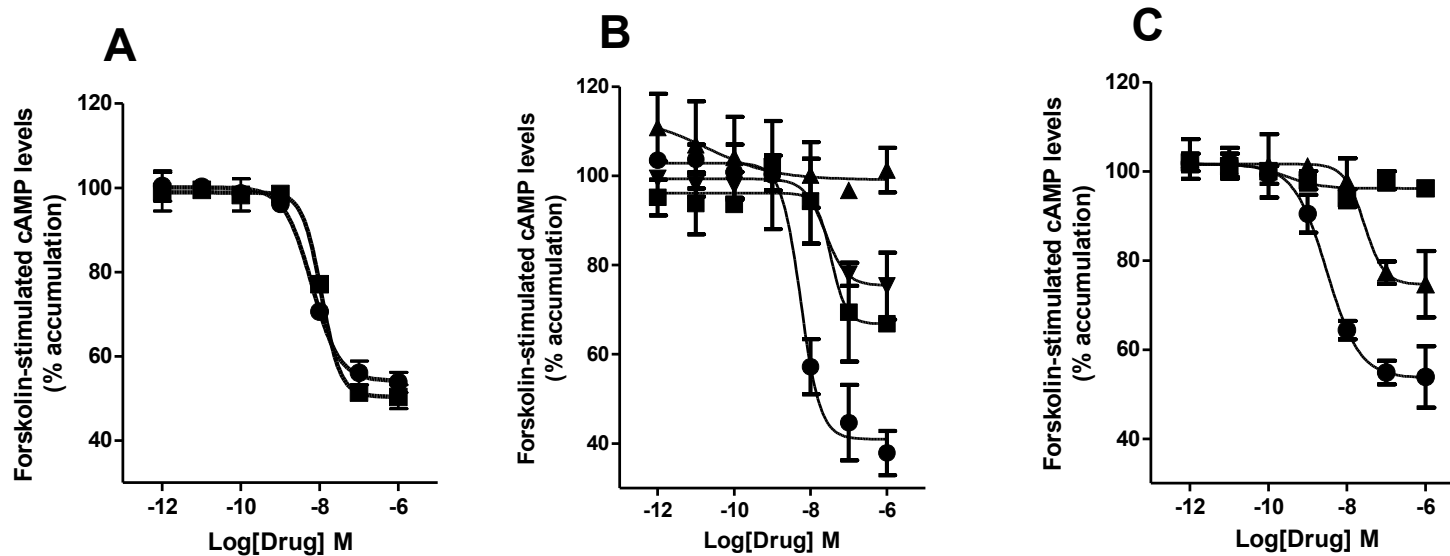 A
Forskolin-stimulated cAMP levels
(% accumulation)
120
100
80
60
40
-12
-10
-8
-6
Log[Drug] M
B
Forskolin-stimulated cAMP levels
(% accumulation)
120
100
80
60
40
-12
-10
-8
-6
Log[Drug] M
C
Forskolin-stimulated cAMP levels
(% accumulation)
120
100
80
60
40
-12
-10
-8
-6
Log[Drug] M